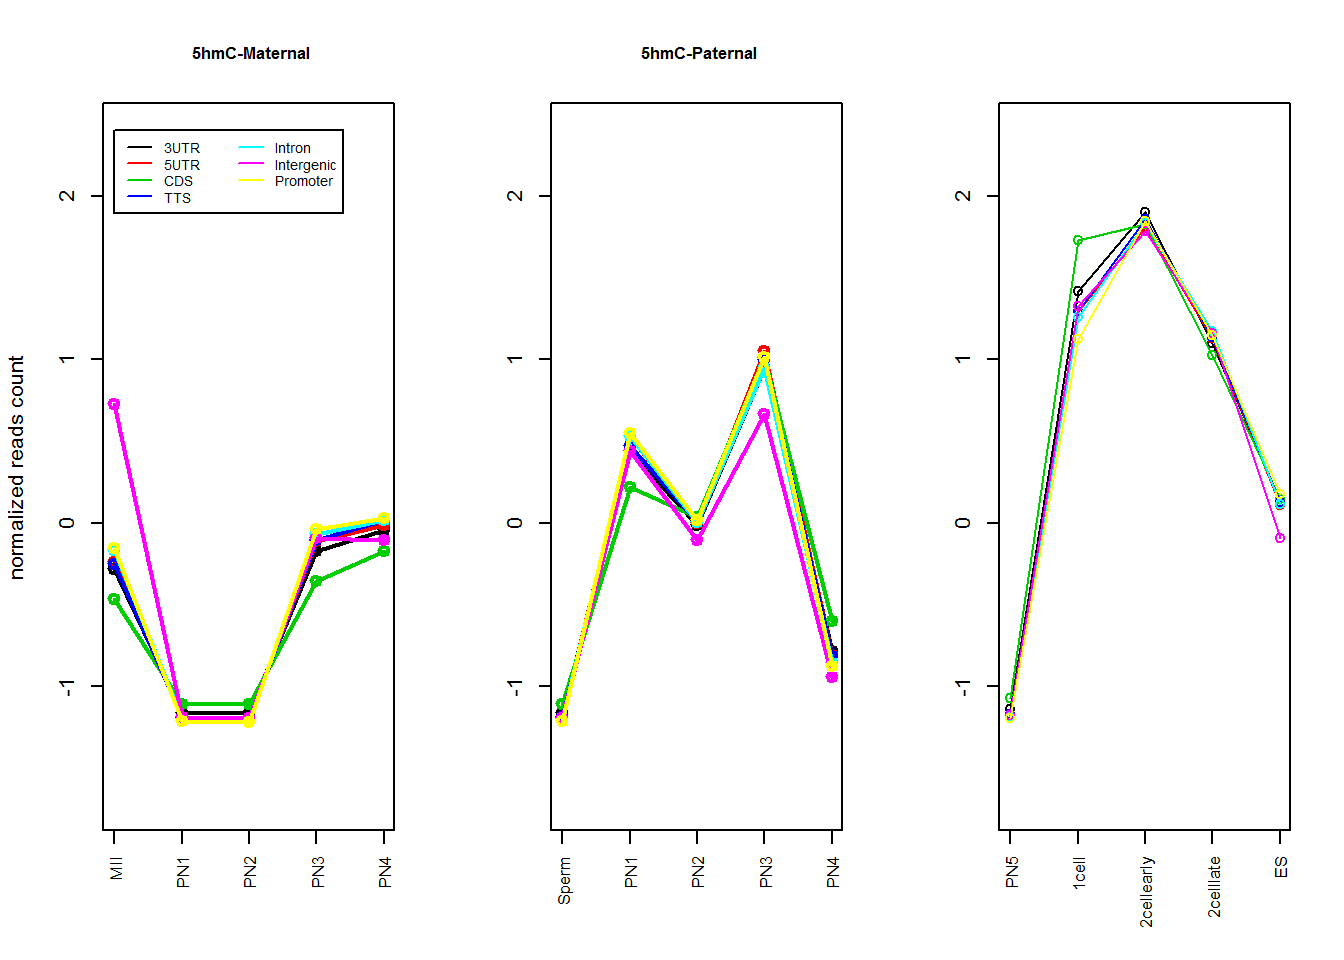 5hmC-Maternal
5hmC-Paternal
normalized reads count
3UTR
5UTR
CDS
TTS
Intron
Intergenic
Promoter
2
1
0
-1
MII
PN1
PN2
PN3
PN4
2
1
0
-1
Sperm
PN1
PN2
PN3
PN4
2
1
0
-1
PN5
1cell
2cellearly
2celllate
ES